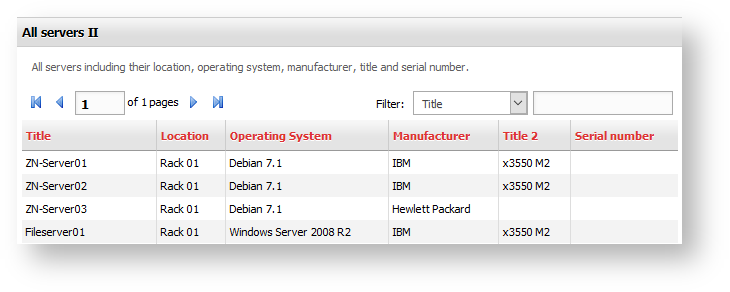 All servers II
All servers including their location, operating system, manufacturer, title and serial number.
1 of 1 pages Filter: Title
Title Location Operating System Manufacturer Title 2 Serial number
ZN-Server01 Rack 01 Debian 7.1 IBM x3550 M2
ZN-Server02 Rack 01 Debian 7.1 IBM x3550 M2
ZN-Server03 Rack 01 Debian 7.1 Hewlett Packard
Fileserver01 Rack 01 Windows Server 2008 R2 IBM x3550 M2